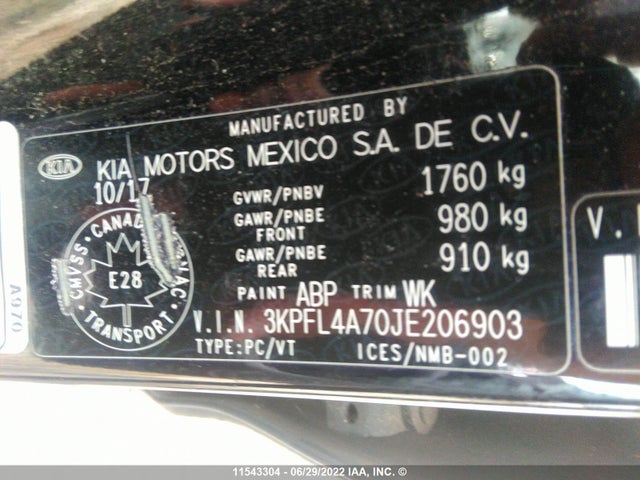 MANUFACTURED BY
KIA KIA MOTORS MEXICO S.A. DE C.V.
10/17
GVWR/PNBV 1760 kg
GAWR/PNBE FRONT 980 kg
GAWR/PNBE REAR 910 kg
CANADA
CMVSS NSVAC
E28
TRANSPORT
PAINT ABP TRIM WK
V.I.N. 3KPFL4A70JE206903
TYPE:PC/VT ICES/NMB-002
A970
V.
11543304 - 06/29/2022 IAA, INC. ©